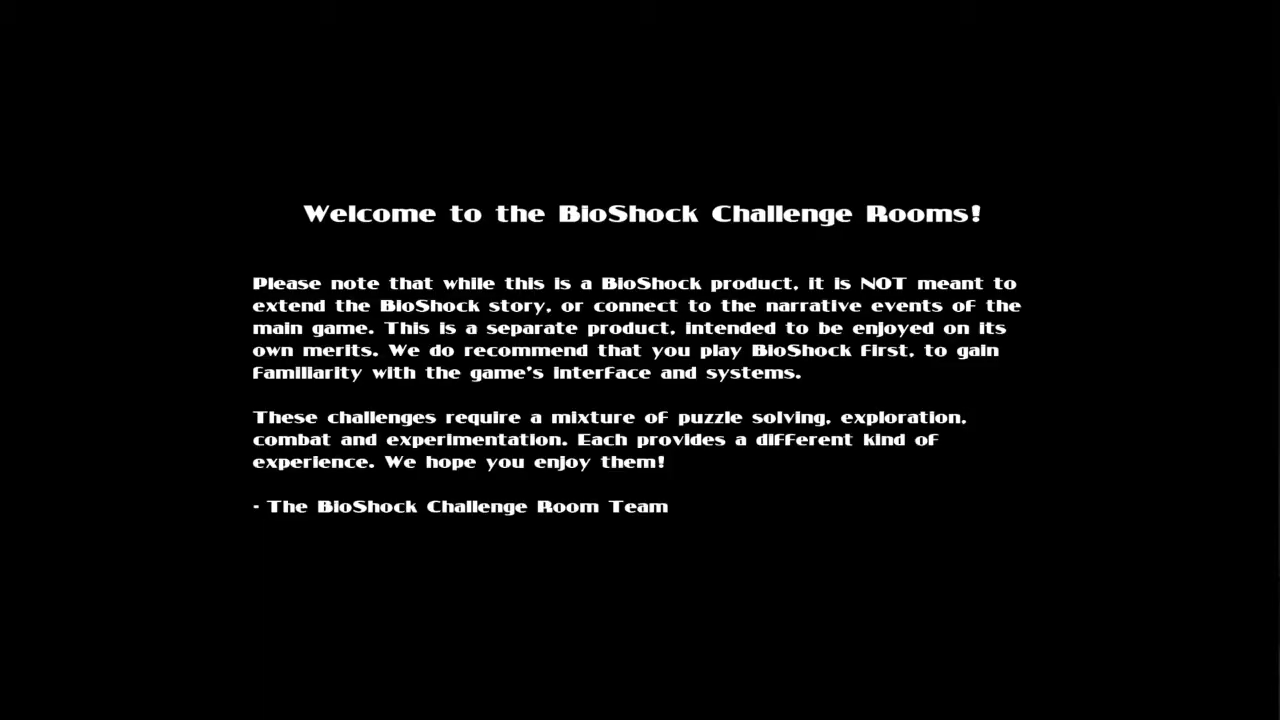 Welcome to the BioShock Challenge Rooms!
Please note that while this is a BioShock product, it is NOT meant to
extend the BioShock story, or connect to the narrative events of the
main game. This is a separate product, intended to be enjoyed on its
own merits. We do recommend that you play BioShock first, to gain
familiarity with the game's interface and systems.
These challenges require a mixture of puzzle solving, exploration,
combat and experimentation. Each provides a different kind of
experience. We hope you enjoy them!
- The BioShock Challenge Room Team